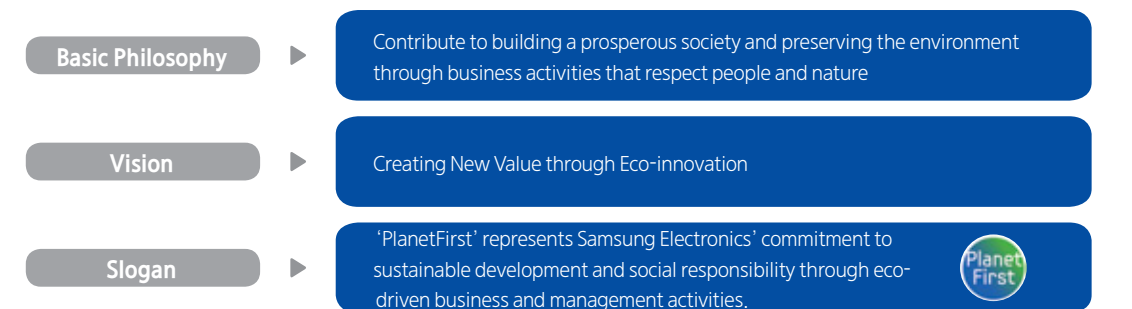 Basic Philosophy
Contribute to building a prosperous society and preserving the environment
through business activities that respect people and nature
Vision
Creating New Value through Eco-innovation
Slogan
‘PlanetFirst’ represents Samsung Electronics’ commitment to
sustainable development and social responsibility through eco-
driven business and management activities.
Planet
First